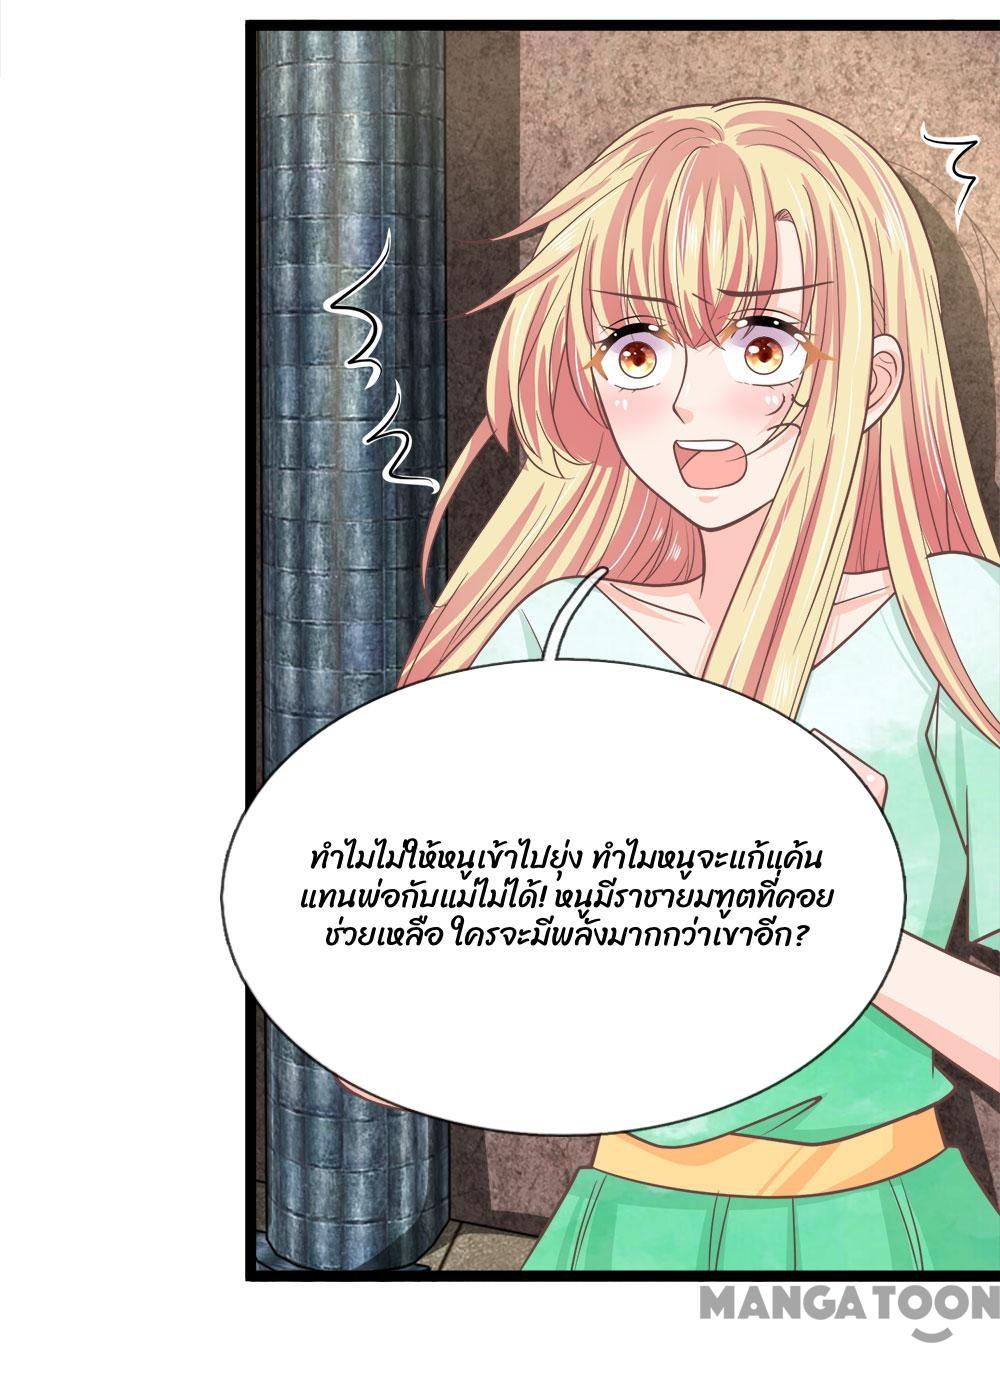 ทำไมไม่ให้หนูเข้าไปยุ่ง ทำไมหนูจะแก้แค้น
แทนพ่อกับแม่ไม่ได้! หนูมีราชายมทูตที่คอย
ช่วยเหลือ ใครจะมีพลังมากกว่าเขาอีก?
MANGATOON